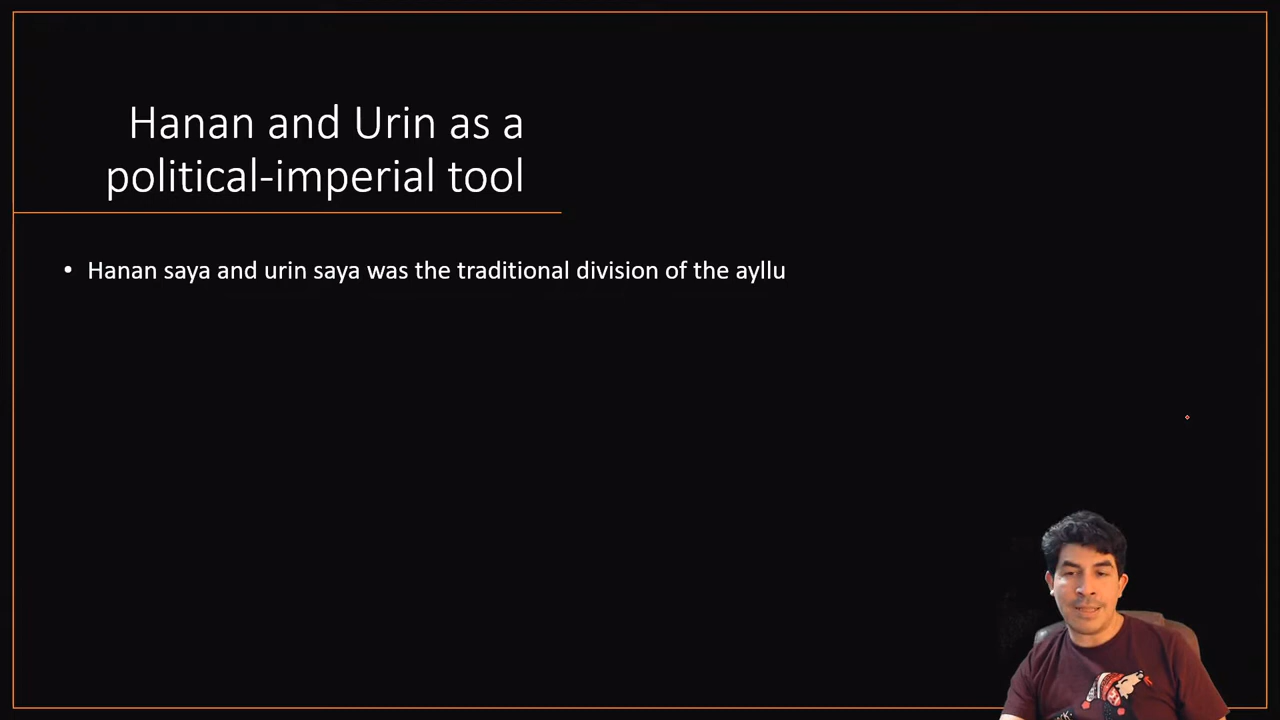 Hanan and Urin as a
political-imperial tool
• Hanan saya and urin saya was the traditional division of the ayllu